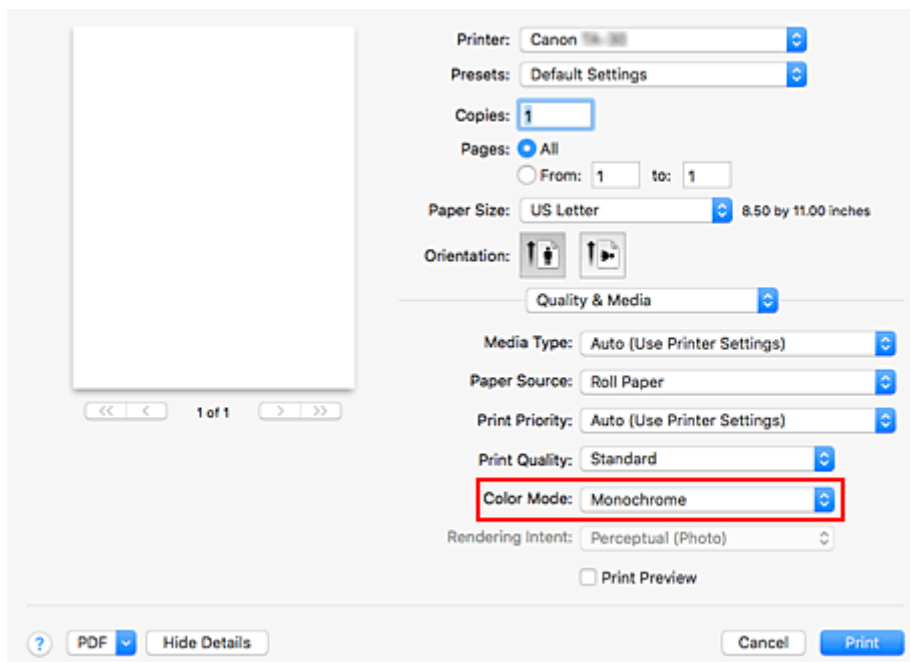 Printer: Canon
Presets: Default Settings
Copies: 1
Pages: All
From: 1 to: 1
Paper Size: US Letter 8.50 by 11.00 inches
Orientation:
Quality & Media
Media Type: Auto (Use Printer Settings)
Paper Source: Roll Paper
<< < 1 of 1 > >>
Print Priority: Auto (Use Printer Settings)
Print Quality: Standard
Color Mode: Monochrome
Rendering Intent: Perceptual (Photo)
Print Preview
? PDF Hide Details Cancel Print